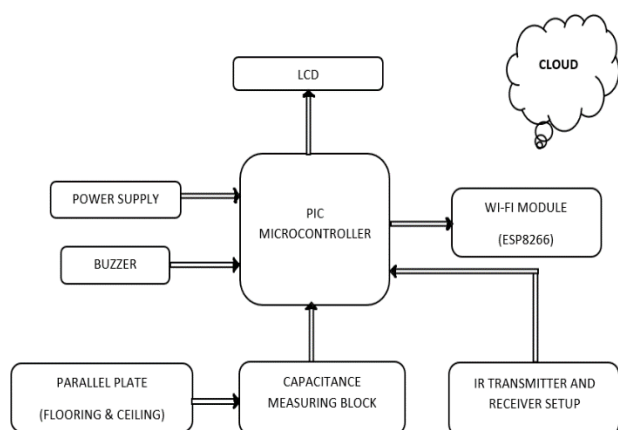 LCD
CLOUD
POWER SUPPLY
PIC
MICROCONTROLLER
WI-FI MODULE
(ESP8266)
BUZZER
PARALLEL PLATE
(FLOORING & CEILING)
CAPACITANCE
MEASURING BLOCK
IR TRANSMITTER AND
RECEIVER SETUP